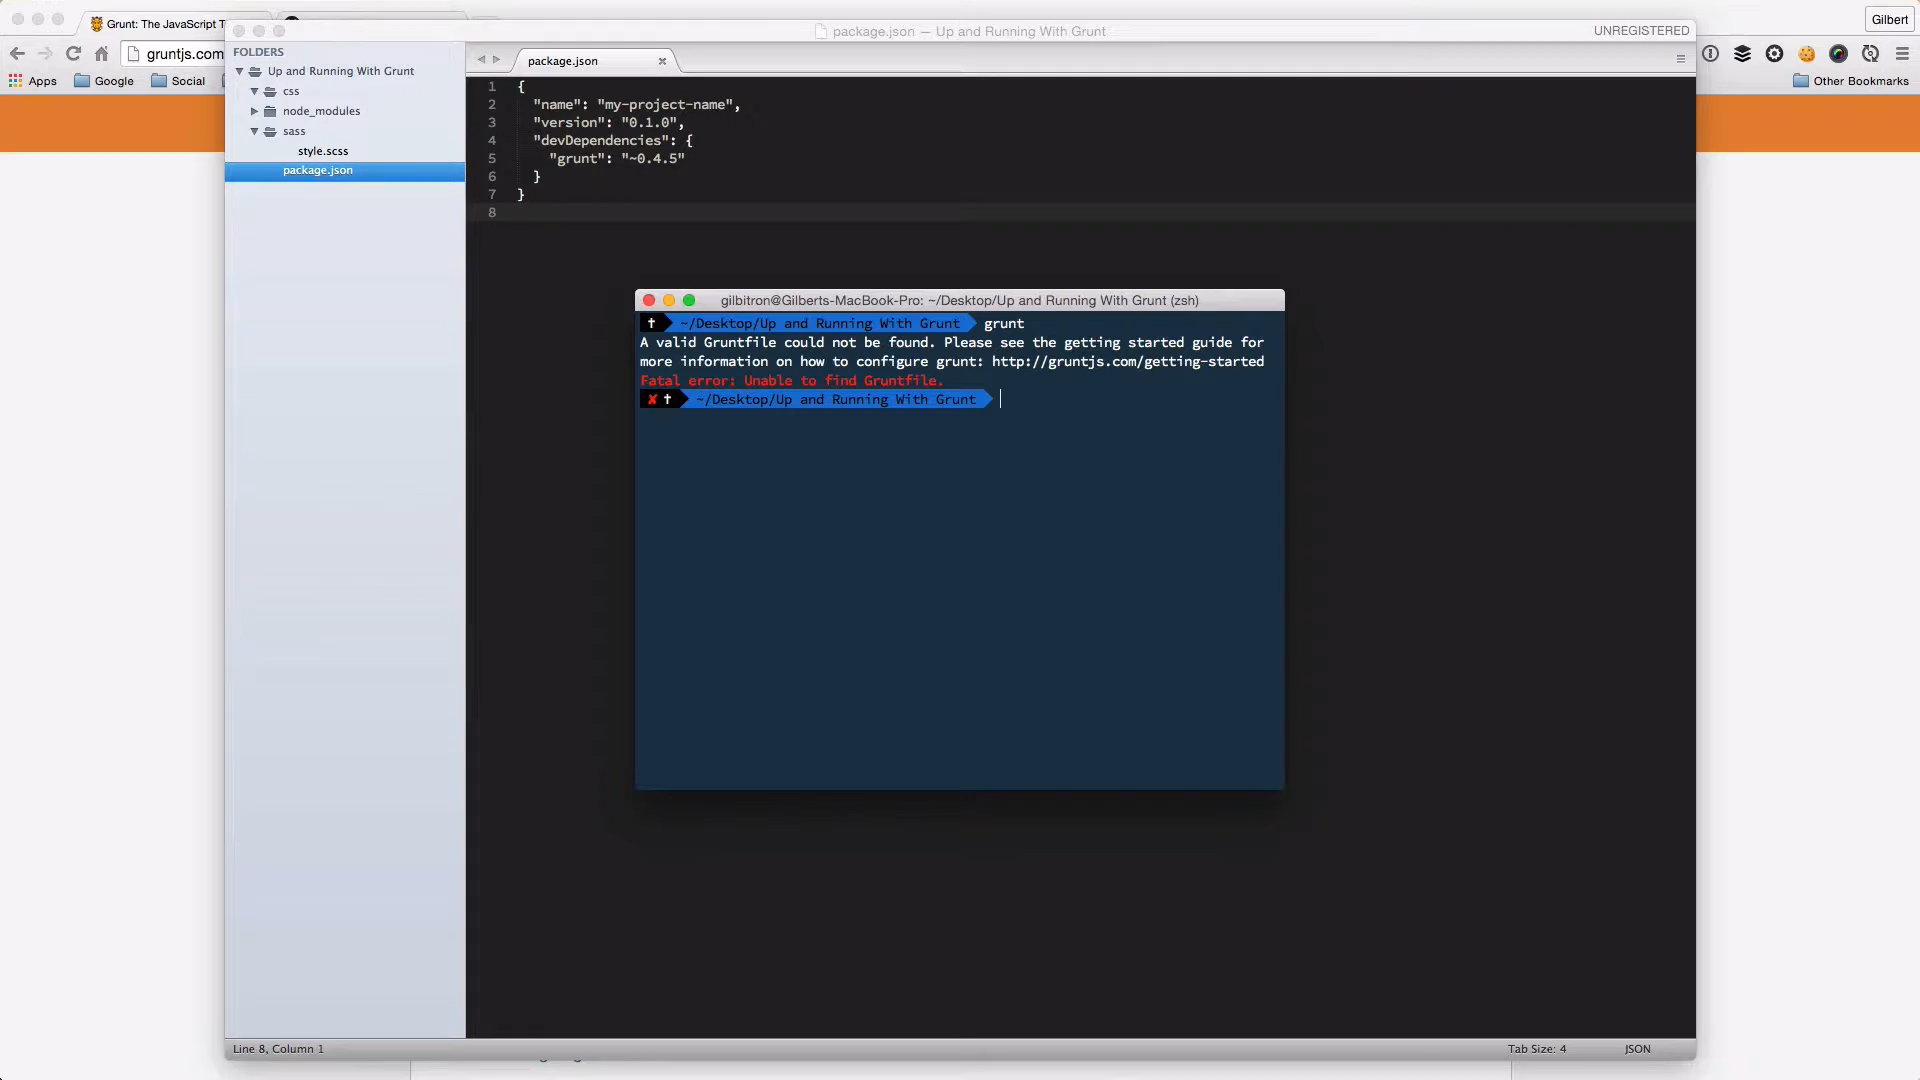 Grunt: The JavaScript T
Gilbert
gruntjs.com
Apps
Google
Social
Other Bookmarks
package.json — Up and Running With Grunt
UNREGISTERED
FOLDERS
Up and Running With Grunt
css
node_modules
sass
style.scss
package.json
package.json
1 {
2 "name": "my-project-name",
3 "version": "0.1.0",
4 "devDependencies": {
5 "grunt": "~0.4.5"
6 }
7 }
8
gilbitron@Gilberts-MacBook-Pro: ~/Desktop/Up and Running With Grunt (zsh)
† ~/Desktop/Up and Running With Grunt grunt
A valid Gruntfile could not be found. Please see the getting started guide for
more information on how to configure grunt: http://gruntjs.com/getting-started
Fatal error: Unable to find Gruntfile.
✘ † ~/Desktop/Up and Running With Grunt
Line 8, Column 1
Tab Size: 4
JSON